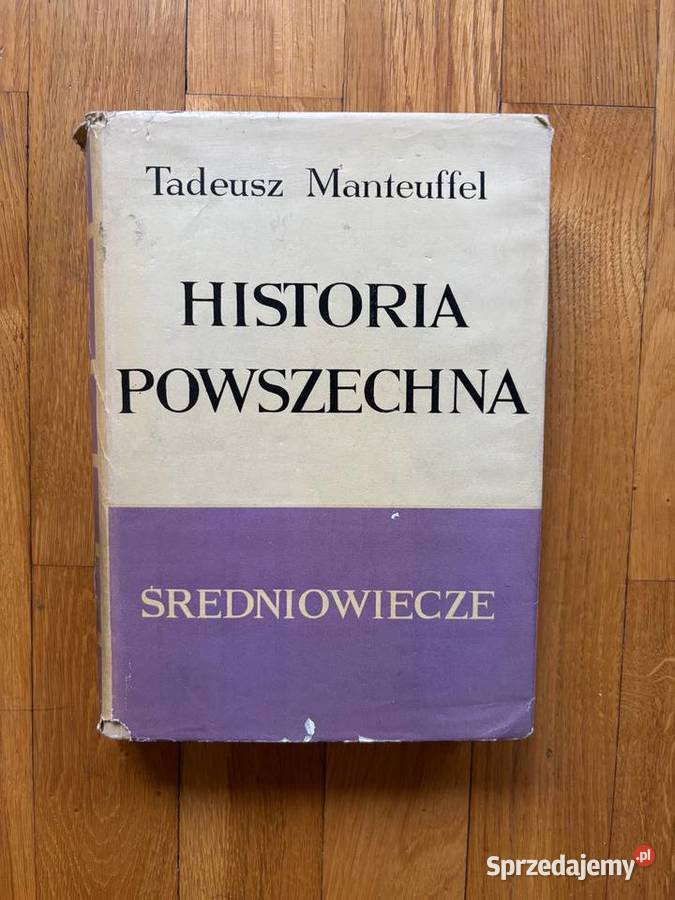 Tadeusz Manteuffel
HISTORIA
POWSZECHNA
ŚREDNIOWIECZE
Sprzedajemy.pl